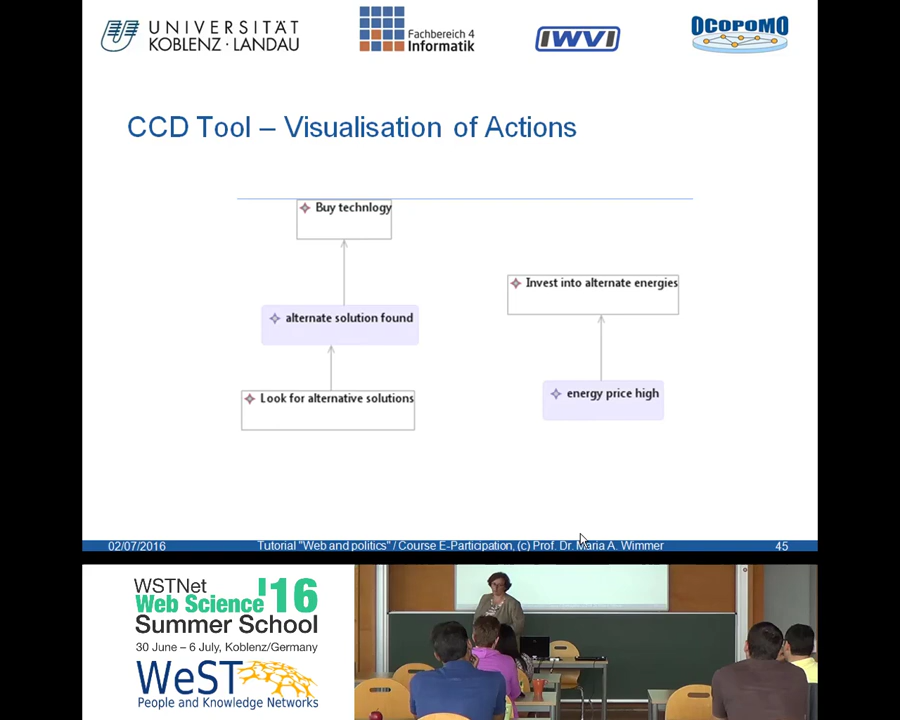 UNIVERSITÄT
KOBLENZ · LANDAU
Fachbereich 4
Informatik
IWVI
OCOPOMO
CCD Tool – Visualisation of Actions
Buy technlogy
Invest into alternate energies
alternate solution found
energy price high
Look for alternative solutions
02/07/2016
Tutorial "Web and politics" / Course E-Participation, (c) Prof. Dr. Maria A. Wimmer
45
WSTNet
Web Science '16
Summer School
30 June – 6 July, Koblenz/Germany
WeST
People and Knowledge Networks